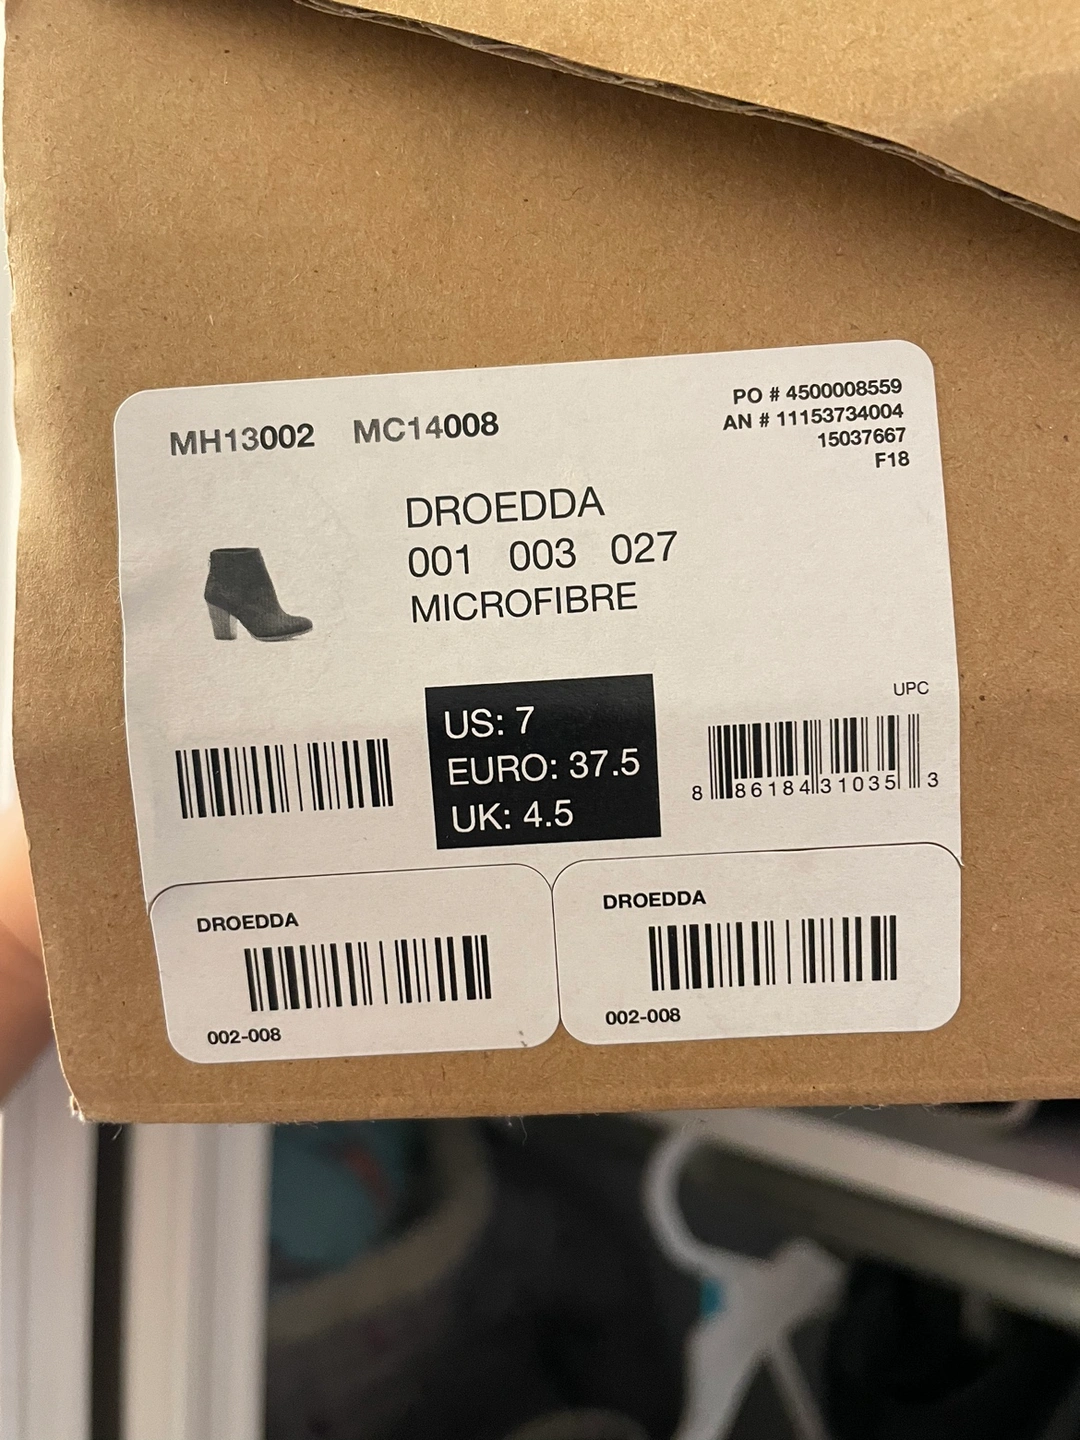 MH13002 MC14008
PO # 4500008559
AN # 11153734004
15037667
F18
DROEDDA
001 003 027
MICROFIBRE
US: 7
EURO: 37.5
UK: 4.5
UPC
8 86184 31035 3
DROEDDA
002-008
DROEDDA
002-008